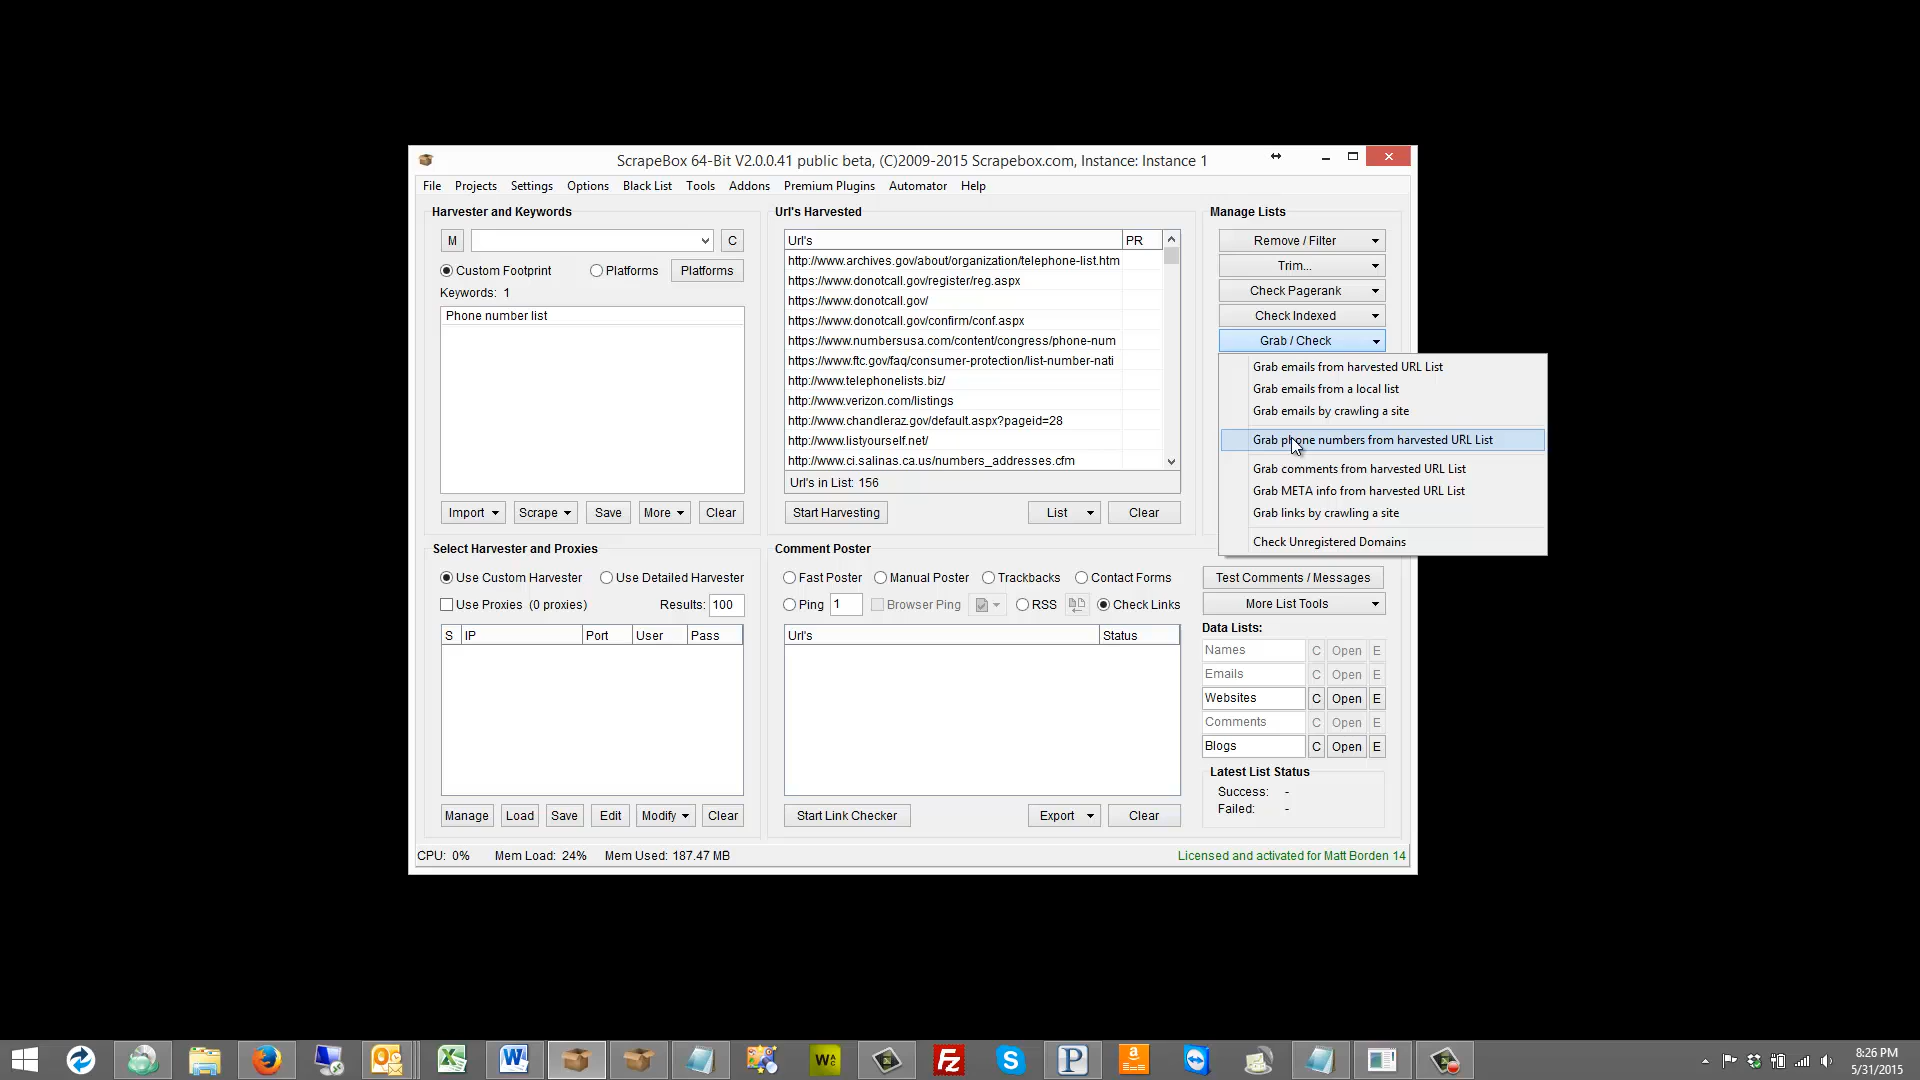 ScrapeBox 64-Bit V2.0.0.41 public beta, (C)2009-2015 Scrapebox.com, Instance: Instance 1
File Projects Settings Options Black List Tools Addons Premium Plugins Automator Help
Harvester and Keywords
M
C
Custom Footprint
Platforms
Platforms
Keywords: 1
Phone number list
Import
Scrape
Save
More
Clear
Url's Harvested
Url's PR
http://www.archives.gov/about/organization/telephone-list.htm
https://www.donotcall.gov/register/reg.aspx
https://www.donotcall.gov/
https://www.donotcall.gov/confirm/conf.aspx
https://www.numbersusa.com/content/congress/phone-num
https://www.ftc.gov/faq/consumer-protection/list-number-nati
http://www.telephonelists.biz/
http://www.verizon.com/listings
http://www.chandleraz.gov/default.aspx?pageid=28
http://www.listyourself.net/
http://www.ci.salinas.ca.us/numbers_addresses.cfm
Url's in List: 156
Start Harvesting
List
Clear
Manage Lists
Remove / Filter
Trim...
Check Pagerank
Check Indexed
Grab / Check
Grab emails from harvested URL List
Grab emails from a local list
Grab emails by crawling a site
Grab phone numbers from harvested URL List
Grab comments from harvested URL List
Grab META info from harvested URL List
Grab links by crawling a site
Check Unregistered Domains
Select Harvester and Proxies
Use Custom Harvester
Use Detailed Harvester
Use Proxies (0 proxies)
Results: 100
S IP Port User Pass
Manage
Load
Save
Edit
Modify
Clear
Comment Poster
Fast Poster
Manual Poster
Trackbacks
Contact Forms
Ping 1
Browser Ping
RSS
Check Links
Url's Status
Start Link Checker
Export
Clear
Test Comments / Messages
More List Tools
Data Lists:
Names C Open E
Emails C Open E
Websites C Open E
Comments C Open E
Blogs C Open E
Latest List Status
Success: -
Failed: -
CPU: 0% Mem Load: 24% Mem Used: 187.47 MB
Licensed and activated for Matt Borden 14
8:26 PM
5/31/2015